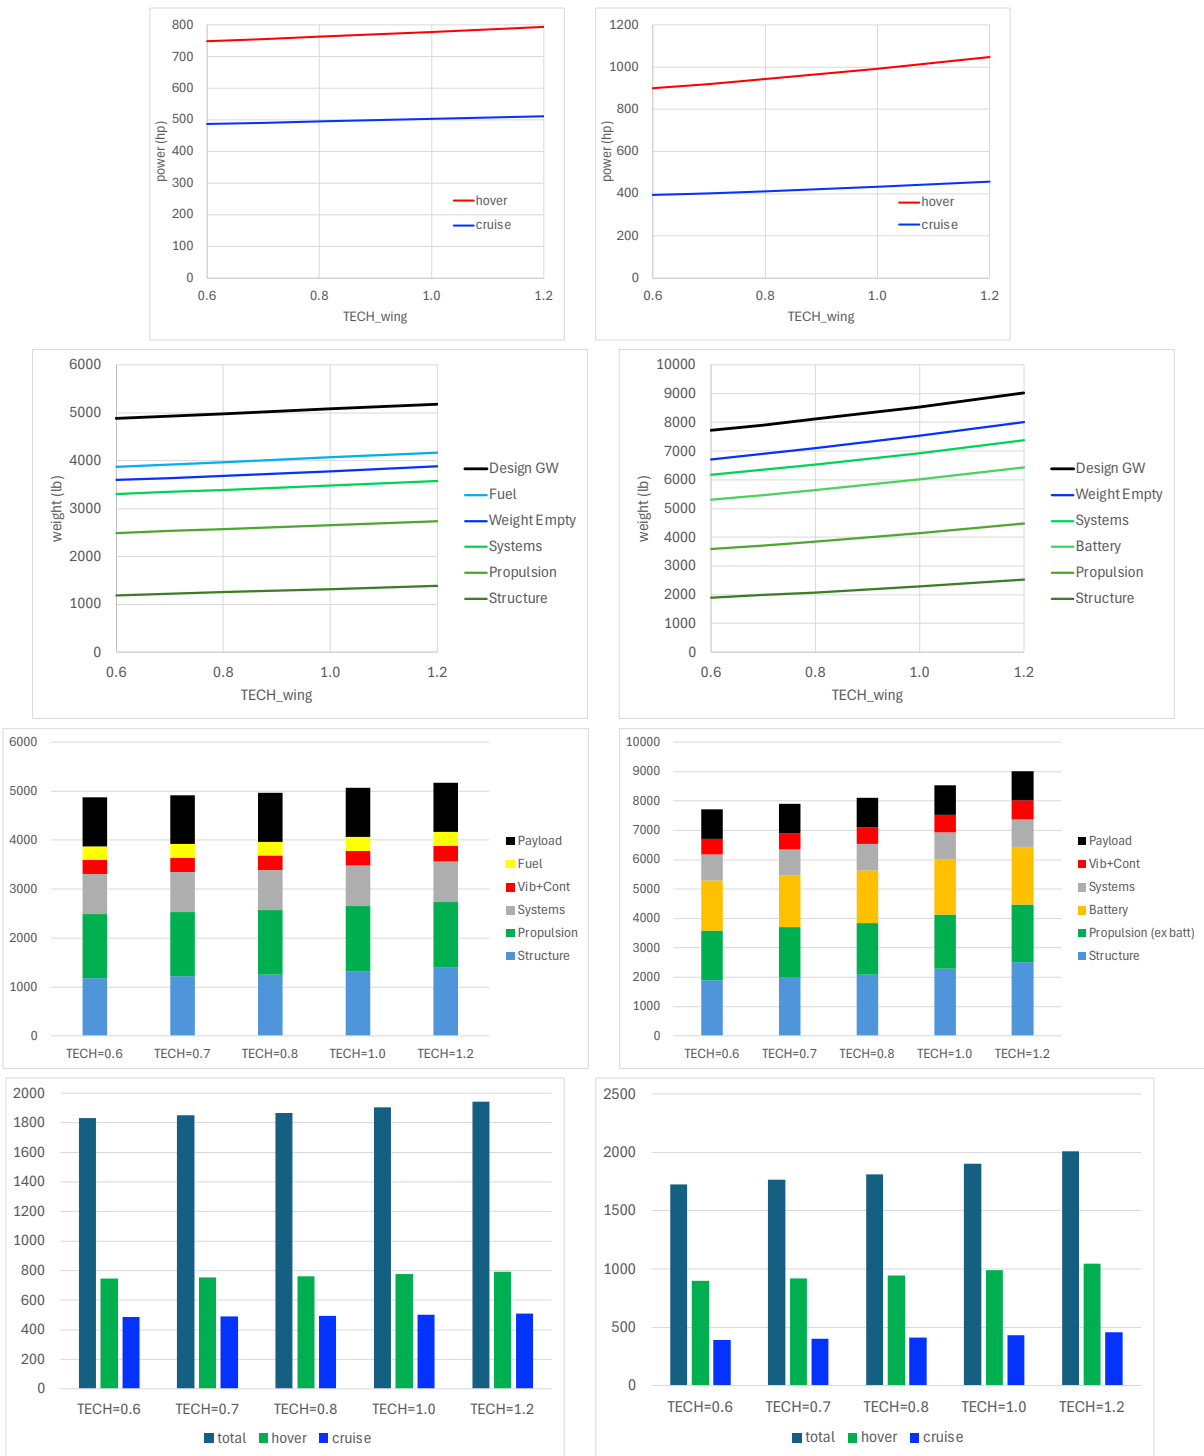 800
700
600
500
400
300
200
100
0
power (hp)
hover
cruise
0.6 0.8 1.0 1.2
TECH_wing
1200
1000
800
600
400
200
0
power (hp)
hover
cruise
0.6 0.8 1.0 1.2
TECH_wing
6000
5000
4000
3000
2000
1000
0
weight (lb)
Design GW
Fuel
Weight Empty
Systems
Propulsion
Structure
0.6 0.8 1.0 1.2
TECH_wing
10000
9000
8000
7000
6000
5000
4000
3000
2000
1000
0
weight (lb)
Design GW
Weight Empty
Systems
Battery
Propulsion
Structure
0.6 0.8 1.0 1.2
TECH_wing
6000
5000
4000
3000
2000
1000
0
Payload
Fuel
Vib+Cont
Systems
Propulsion
Structure
TECH=0.6 TECH=0.7 TECH=0.8 TECH=1.0 TECH=1.2
10000
9000
8000
7000
6000
5000
4000
3000
2000
1000
0
Payload
Vib+Cont
Systems
Battery
Propulsion (ex batt)
Structure
TECH=0.6 TECH=0.7 TECH=0.8 TECH=1.0 TECH=1.2
2000
1800
1600
1400
1200
1000
800
600
400
200
0
TECH=0.6 TECH=0.7 TECH=0.8 TECH=1.0 TECH=1.2
total hover cruise
2500
2000
1500
1000
500
0
TECH=0.6 TECH=0.7 TECH=0.8 TECH=1.0 TECH=1.2
total hover cruise